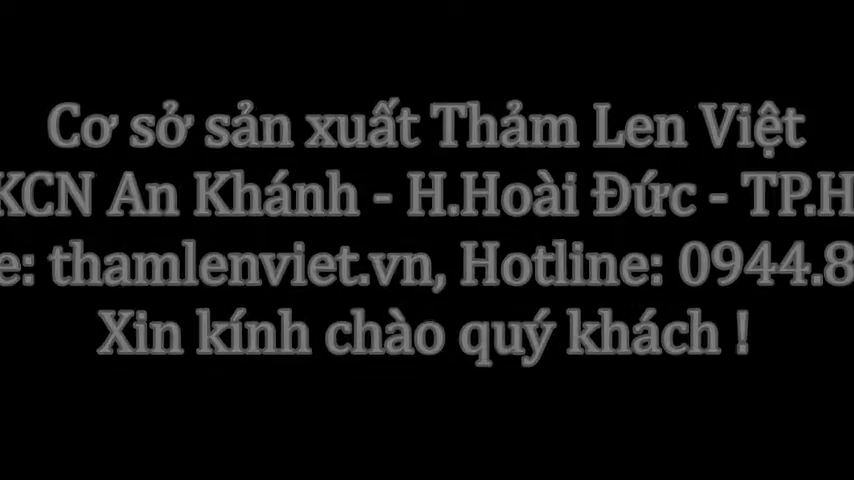 Cơ sở sản xuất Thảm Len Việt
KCN An Khánh - H.Hoài Đức - TP.H
e: thamlenviet.vn, Hotline: 0944.8
Xin kính chào quý khách !